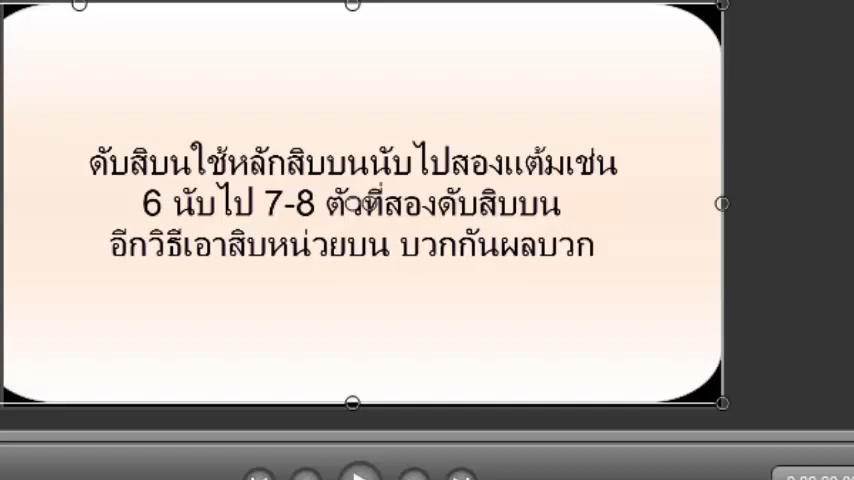 ดับสิบนใช้หลักสิบบนนับไปสองแต้มเช่น
6 นับไป 7-8 ตัวที่สองดับสิบบน
อีกวิธีเอาสิบหน่วยบน บวกกันผลบวก